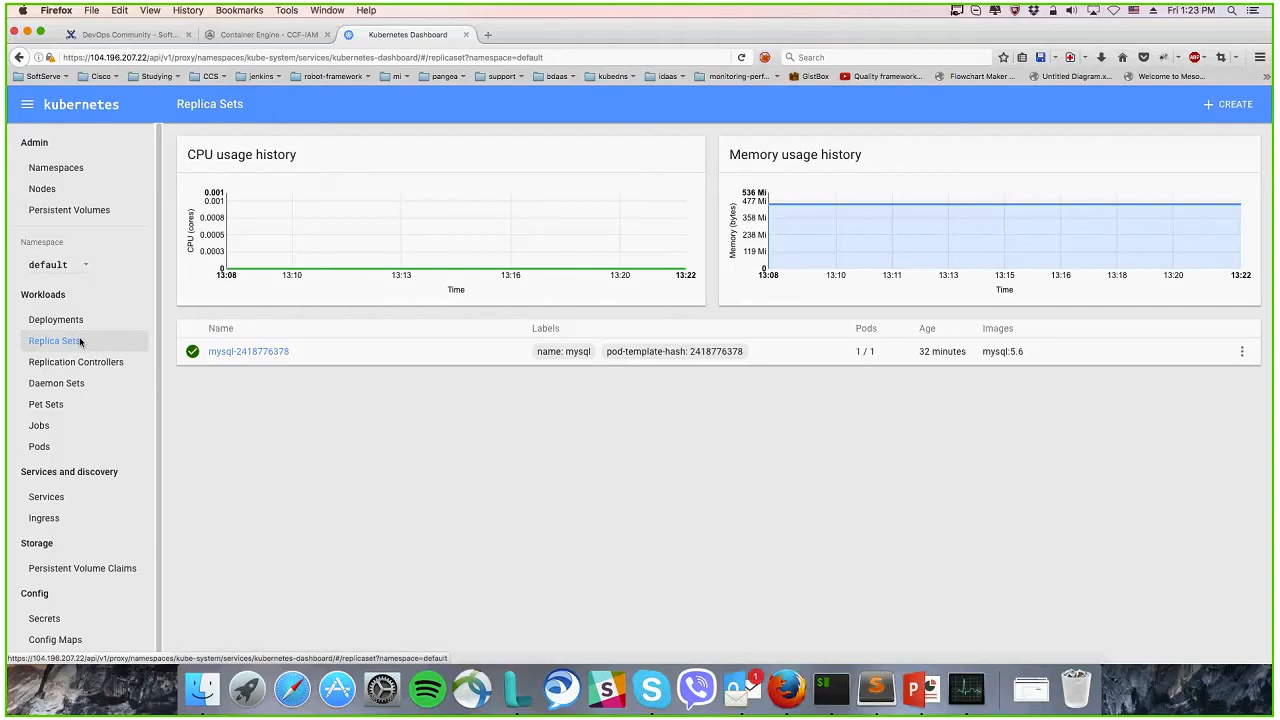 Firefox File Edit View History Bookmarks Tools Window Help Fri 1:23 PM
DevOps Community - Soft... × Container Engine - CCF-IAM × Kubernetes Dashboard × +
https://104.196.207.22/api/v1/proxy/namespaces/kube-system/services/kubernetes-dashboard/#/replicaset?namespace=default Search
SoftServe Cisco Studying CCS jenkins robot-framework mi pangea support bdaas kubedns idaas monitoring-perf... GistBox Quality framework... Flowchart Maker ... Untitled Diagram.x... Welcome to Meso... »
kubernetes Replica Sets + CREATE
Admin
Namespaces
Nodes
Persistent Volumes
Namespace
default
Workloads
Deployments
Replica Sets
Replication Controllers
Daemon Sets
Pet Sets
Jobs
Pods
Services and discovery
Services
Ingress
Storage
Persistent Volume Claims
Config
Secrets
Config Maps
CPU usage history
CPU (cores)
0.001
0.001
0.0008
0.0005
0.0003
0
13:08 13:10 13:13 13:16 13:20 13:22
Time
Memory usage history
Memory (bytes)
536 Mi
477 Mi
358 Mi
238 Mi
119 Mi
0
13:08 13:10 13:11 13:13 13:15 13:16 13:18 13:20 13:22
Time
Name Labels Pods Age Images
mysql-2418776378 name: mysql pod-template-hash: 2418776378 1 / 1 32 minutes mysql:5.6
https://104.196.207.22/api/v1/proxy/namespaces/kube-system/services/kubernetes-dashboard/#/replicaset?namespace=default
1